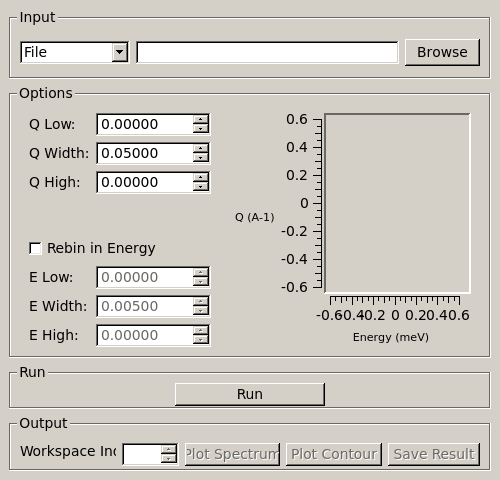 Input
File Browse
Options
Q Low: 0.00000
Q Width: 0.05000
Q High: 0.00000
Rebin in Energy
E Low: 0.00000
E Width: 0.00500
E High: 0.00000
0.6
0.4
0.2
0
-0.2
-0.4
-0.6
Q (A-1)
-0.6 -0.4 -0.2 0 0.2 0.4 0.6
Energy (meV)
Run
Run
Output
Workspace Inc Plot Spectrum Plot Contour Save Result